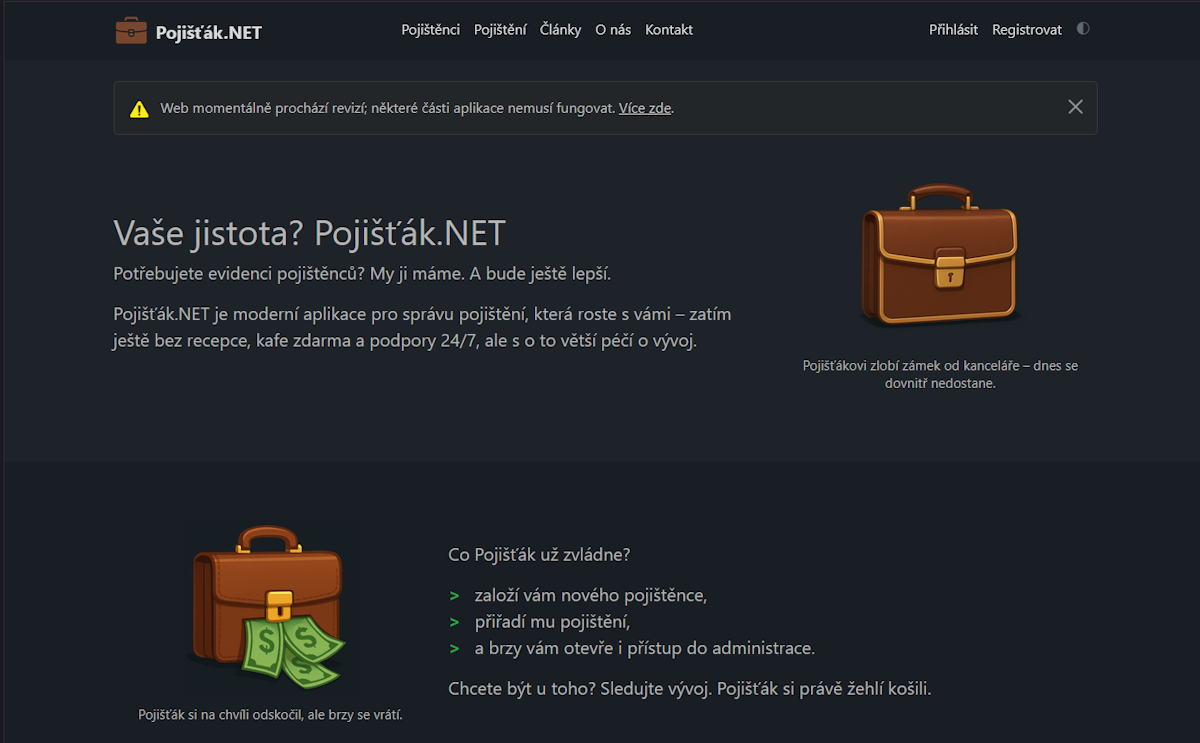 Pojišťák.NET
Pojištěnci Pojištění Články O nás Kontakt
Přihlásit Registrovat
Web momentálně prochází revizí; některé části aplikace nemusí fungovat. Více zde.
Vaše jistota? Pojišťák.NET
Potřebujete evidenci pojištěnců? My ji máme. A bude ještě lepší.
Pojišťák.NET je moderní aplikace pro správu pojištění, která roste s vámi – zatím
ještě bez recepce, kafe zdarma a podpory 24/7, ale s o to větší péčí o vývoj.
Pojišťákovi zlobí zámek od kanceláře – dnes se
dovnitř nedostane.
Co Pojišťák už zvládne?
> založí vám nového pojištěnce,
> přiřadí mu pojištění,
> a brzy vám otevře i přístup do administrace.
Chcete být u toho? Sledujte vývoj. Pojišťák si právě žehlí košili.
Pojišťák si na chvíli odskočil, ale brzy se vrátí.